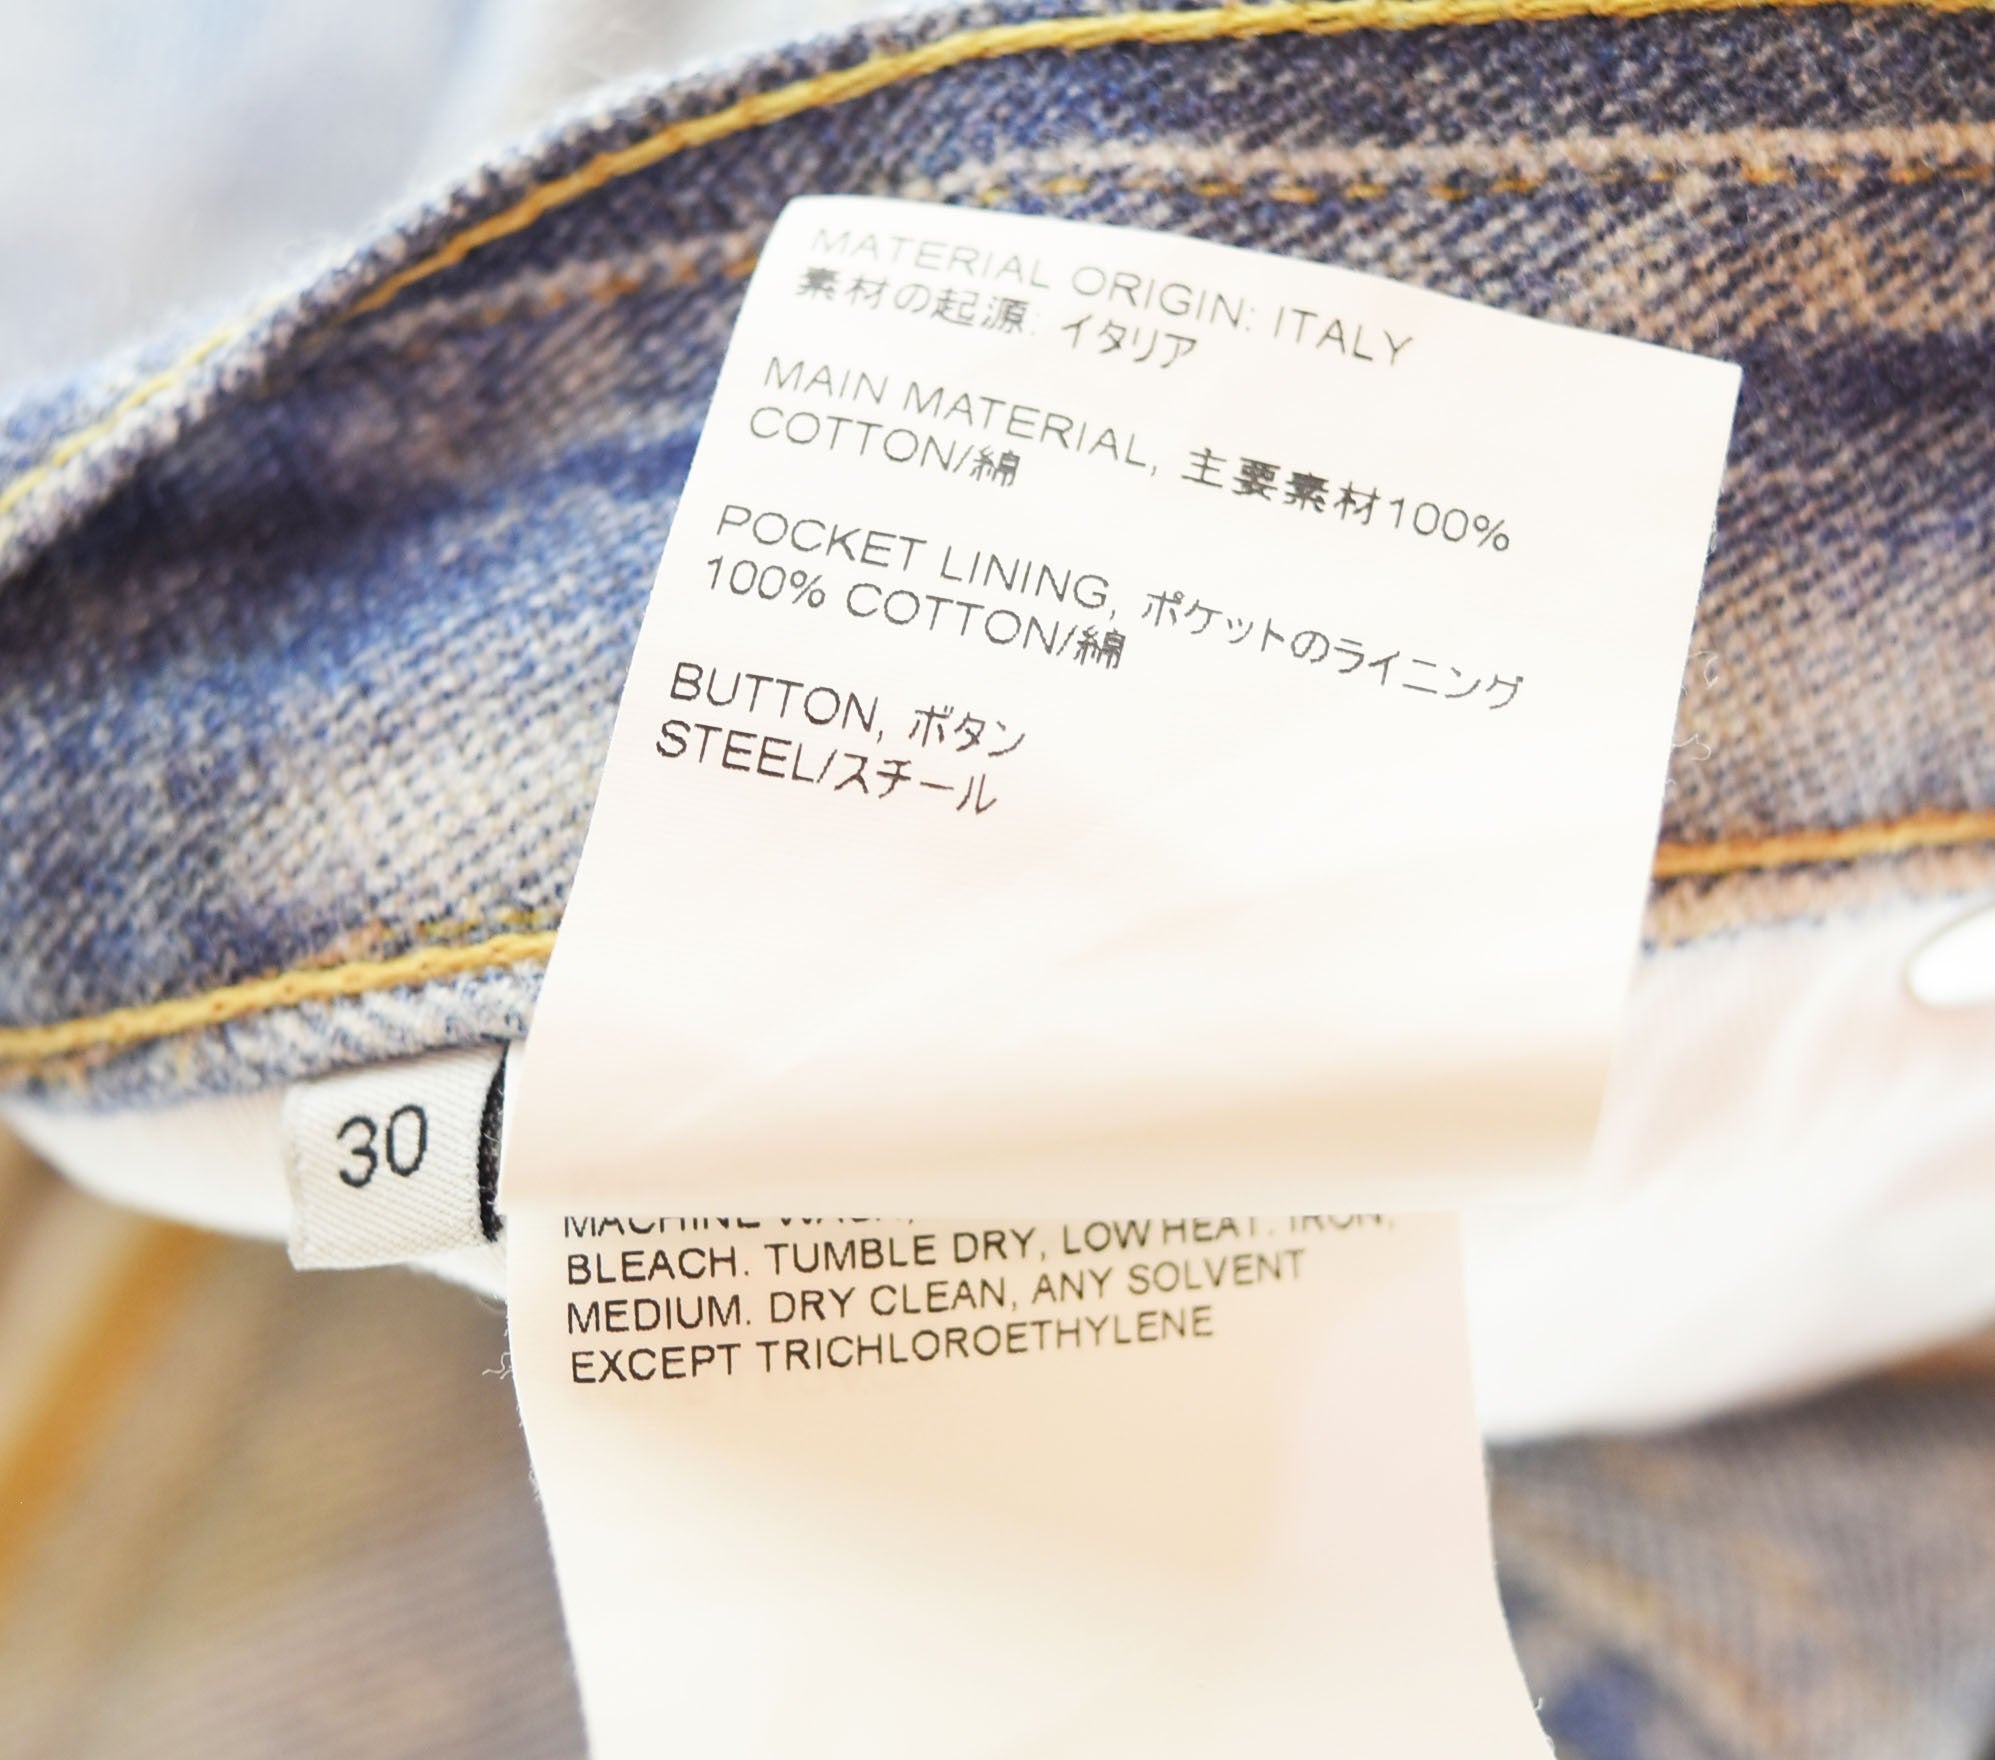 MATERIAL ORIGIN: ITALY
素材の起源: イタリア
MAIN MATERIAL, 主要素材100%
COTTON/綿
POCKET LINING, ポケットのライニング
100% COTTON/綿
BUTTON, ボタン
STEEL/スチール
30
MACHINE WASH,
BLEACH. TUMBLE DRY, LOW HEAT. IRON,
MEDIUM. DRY CLEAN, ANY SOLVENT
EXCEPT TRICHLOROETHYLENE